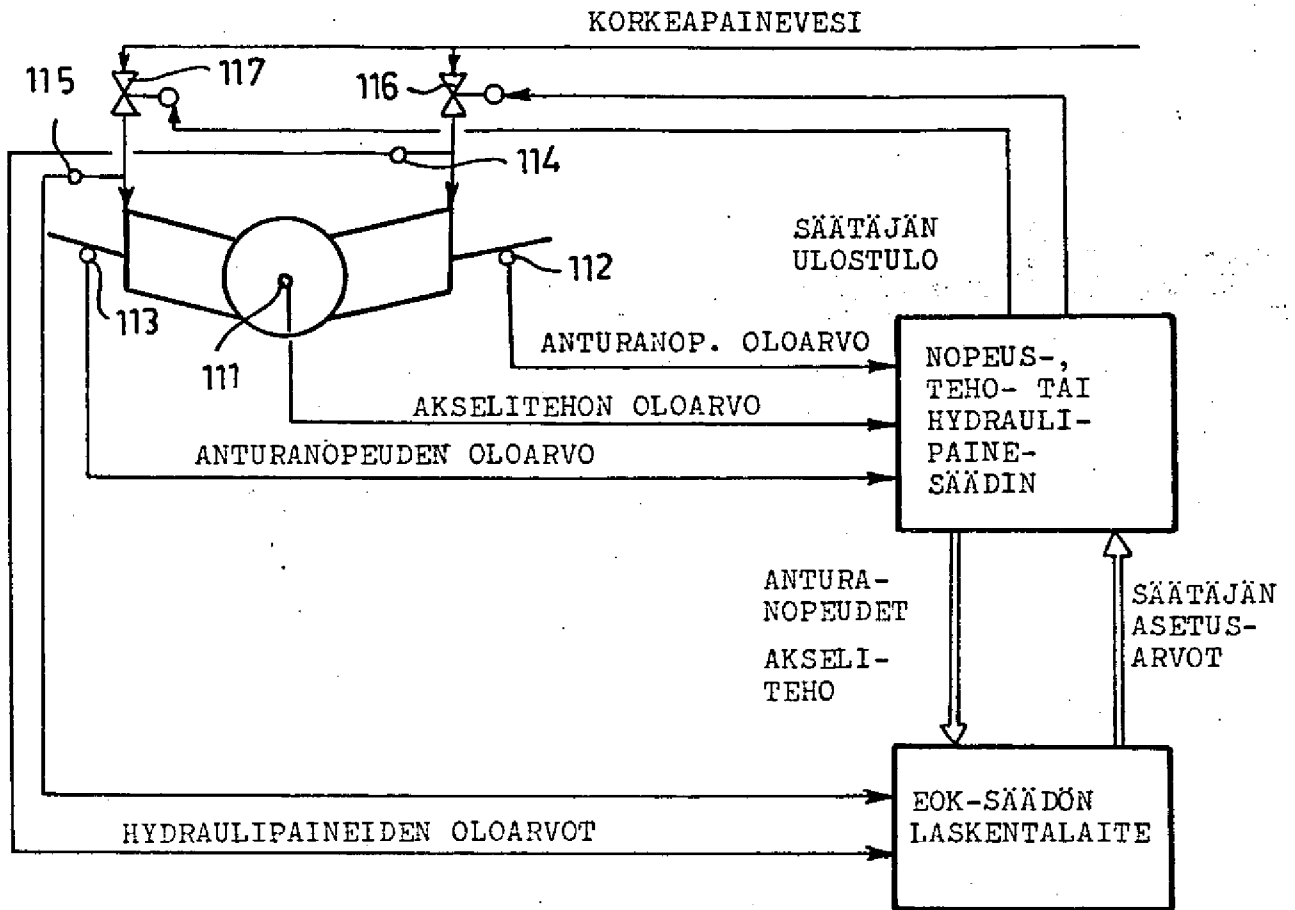 KORKEAPAINEVESI
115
117
116
114
113
112
111
SÄÄTÄJÄN
ULOSTULO
ANTURANOP. OLOARVO
AKSELITEHON OLOARVO
ANTURANOPEUDEN OLOARVO
NOPEUS-,
TEHO- TAI
HYDRAULI-
PAINE-
SÄÄDIN
ANTURA-
NOPEUDET
AKSELI-
TEHO
SÄÄTÄJÄN
ASETUS-
ARVOT
EOK-SÄÄDÖN
LASKENTALAITE
HYDRAULIPAINEIDEN OLOARVOT